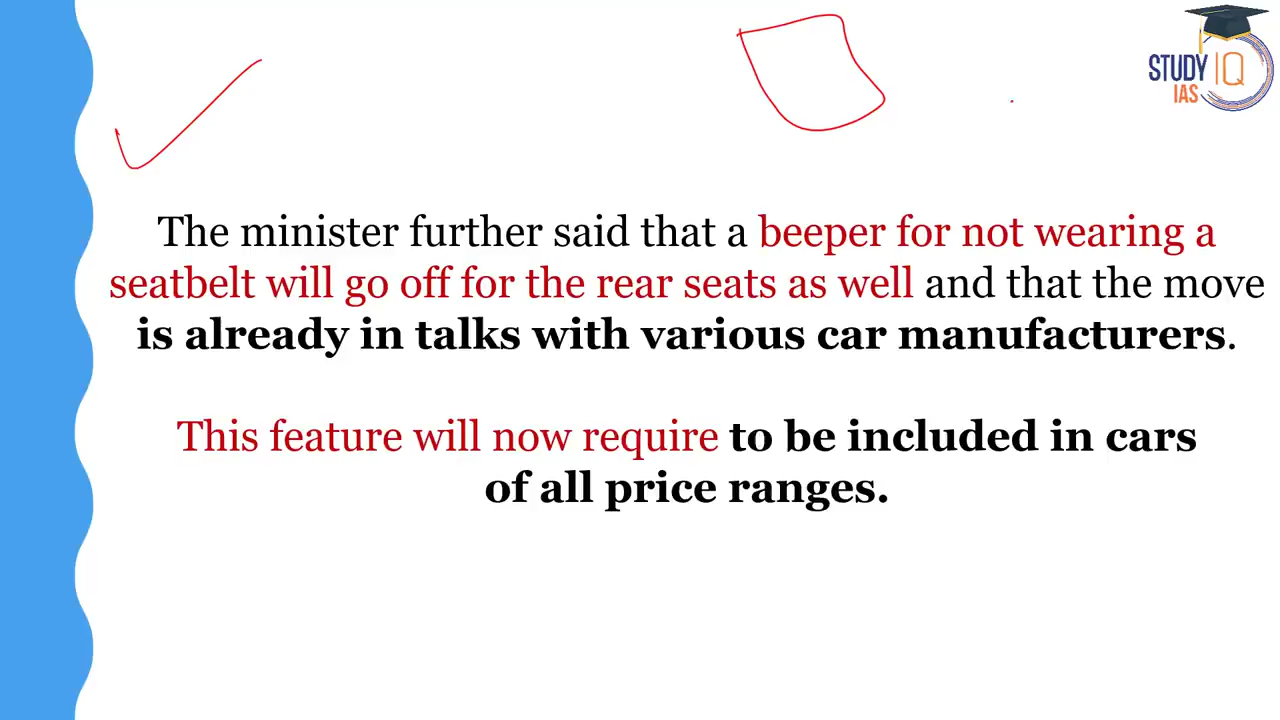 STUDY IQ
IAS
The minister further said that a beeper for not wearing a
seatbelt will go off for the rear seats as well and that the move
is already in talks with various car manufacturers.
This feature will now require to be included in cars
of all price ranges.